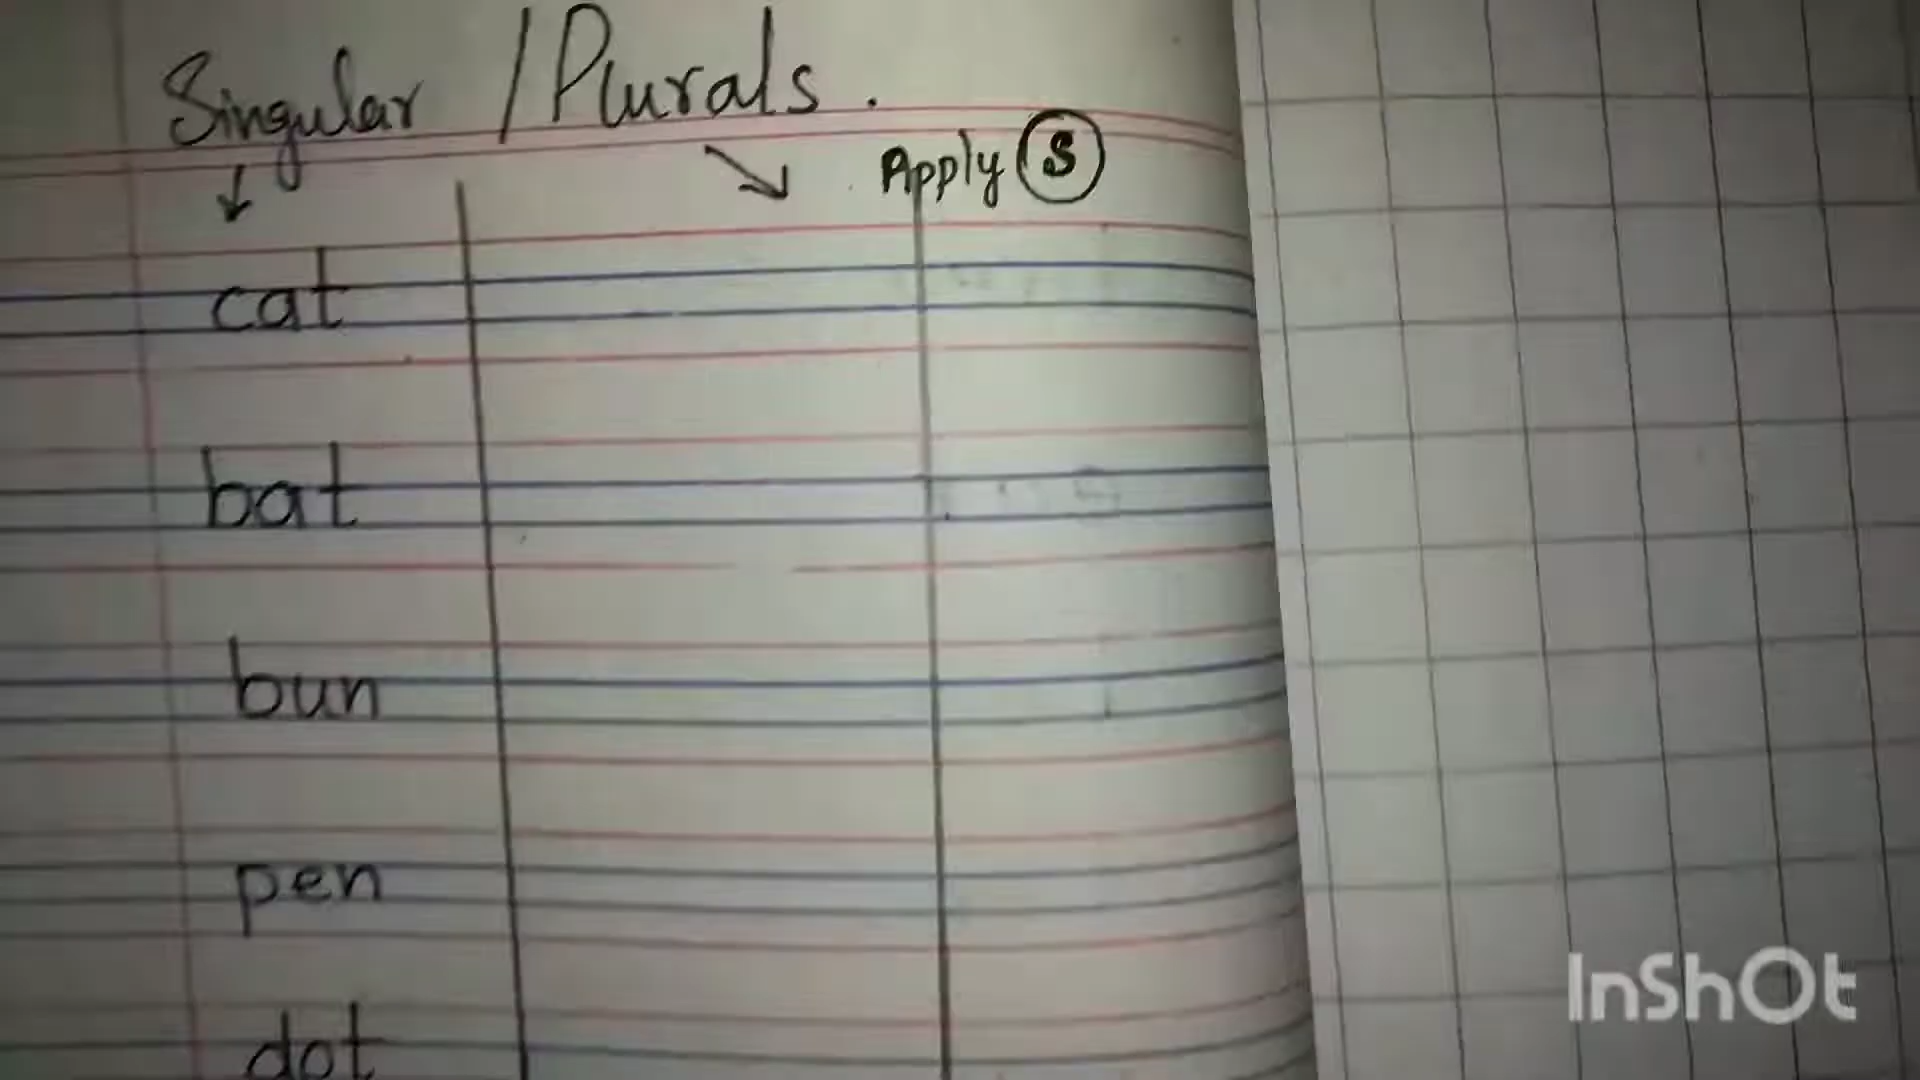 Singular / Plurals.
Apply S
cat
bat
bun
pen
dot
InShOt